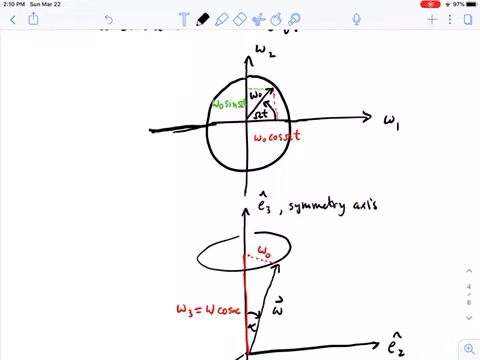 2:10 PM Sun Mar 22
97%
ω₂
ω₀ sinΩt
ω₀
Ωt
ω₁
ω₀ cosΩt
ê₃, symmetry axis
ω₀
ω₃ = ω cosα
α
ω⃗
ê₂
4
/
6